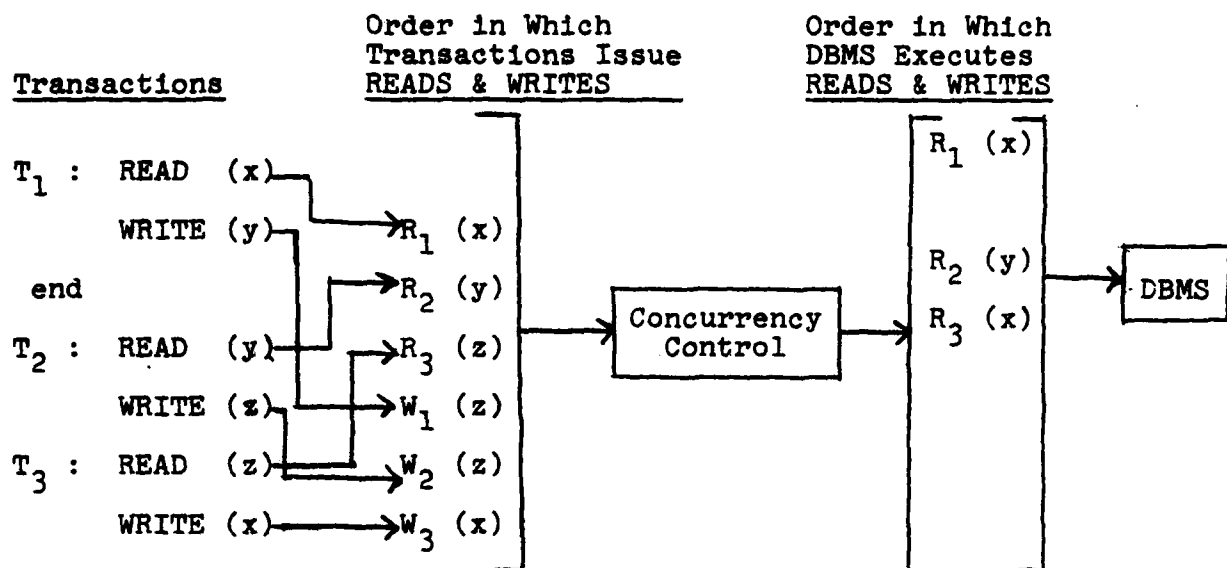 Transactions
T1 : READ (x)
WRITE (y)
end
T2 : READ (y)
WRITE (z)
T3 : READ (z)
WRITE (x)
Order in Which
Transactions Issue
READS & WRITES
R1 (x)
R2 (y)
R3 (z)
W1 (z)
W2 (z)
W3 (x)
Concurrency
Control
Order in Which
DBMS Executes
READS & WRITES
R1 (x)
R2 (y)
R3 (x)
DBMS